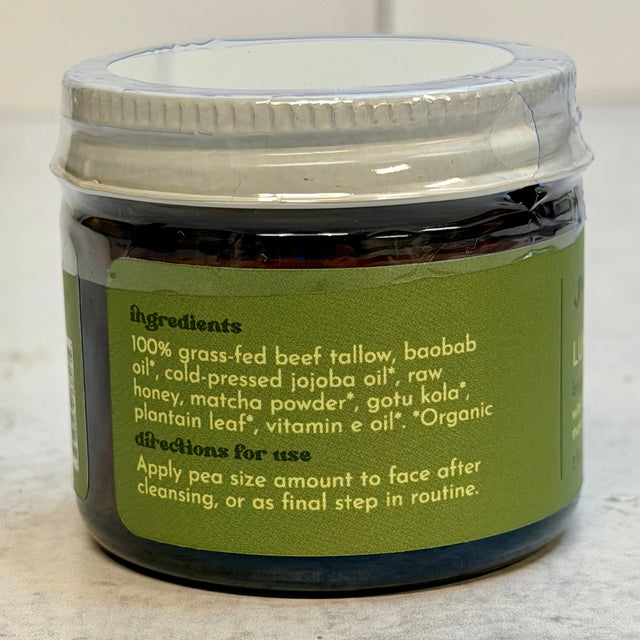 ingredients
100% grass-fed beef tallow, baobab
oil*, cold-pressed jojoba oil*, raw
honey, matcha powder*, gotu kola*,
plantain leaf*, vitamin e oil*. *Organic
directions for use
Apply pea size amount to face after
cleansing, or as final step in routine.